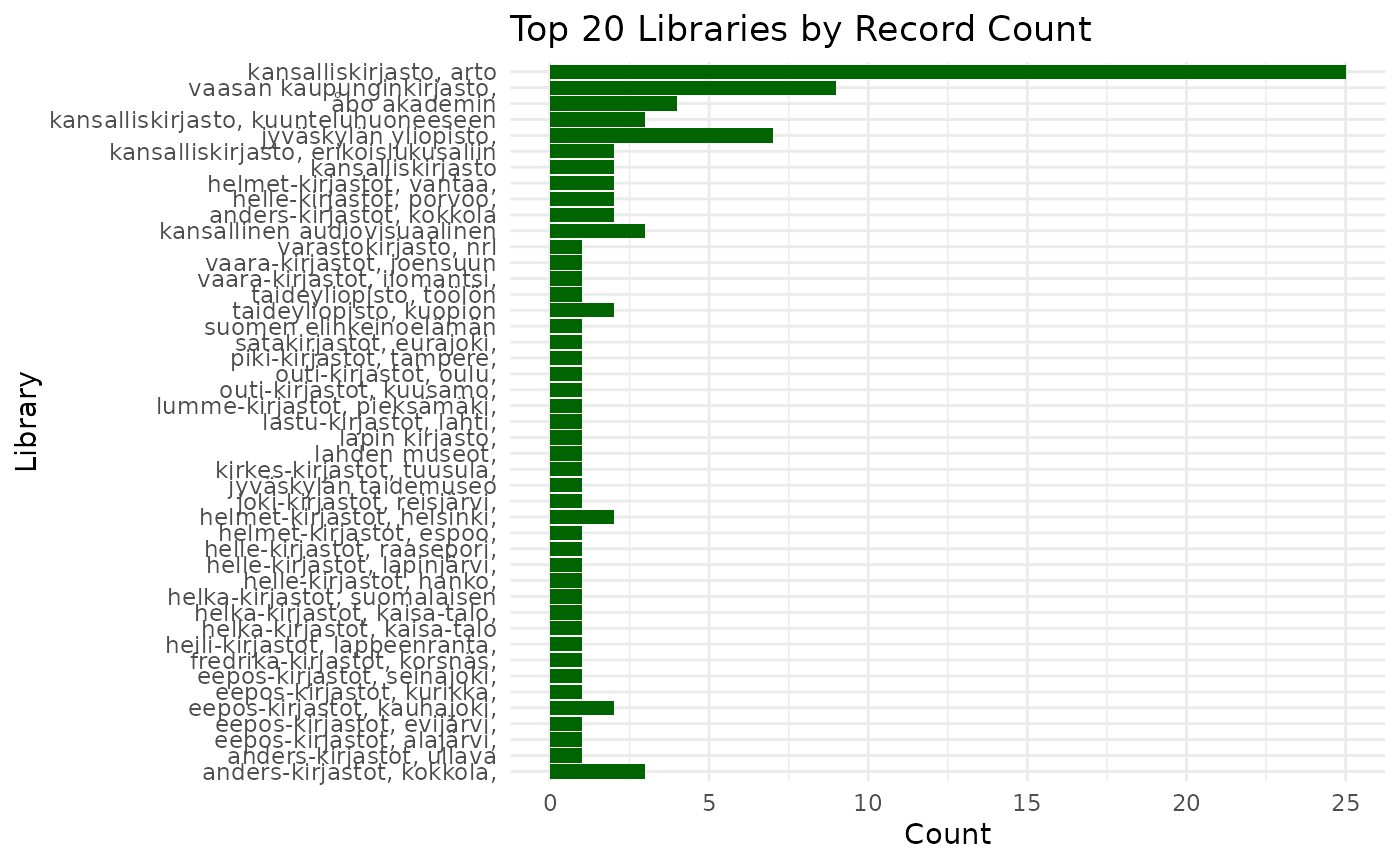 Top 20 Libraries by Record Count
kansalliskirjasto, arto
vaasan kaupunginkirjasto,
åbo akademin
kansalliskirjasto, kuunteluhuoneeseen
jyväskylän yliopisto,
kansalliskirjasto, erikoislukusaliin
kansalliskirjasto
helmet-kirjastot, vantaa,
helle-kirjastot, porvoo,
anders-kirjastot, kokkola
kansallinen audiovisuaalinen
varastokirjasto, nrl
vaara-kirjastot, joensuun
vaara-kirjastot, ilomantsi,
taideyliopisto, töölön
taideyliopisto, kuopion
suomen elinkeinoelämän
satakirjastot, eurajoki,
piki-kirjastot, tampere,
outi-kirjastot, oulu,
outi-kirjastot, kuusamo,
lumme-kirjastot, pieksämäki,
lastu-kirjastot, lahti,
lapin kirjasto,
lahden museot,
kirkes-kirjastot, tuusula,
jyväskylän taidemuseo
joki-kirjastot, reisjärvi,
helmet-kirjastot, helsinki,
helmet-kirjastot, espoo,
helle-kirjastot, raasepori,
helle-kirjastot, lapinjärvi,
helle-kirjastot, hanko,
helka-kirjastot, suomalaisen
helka-kirjastot, kaisa-talo,
helka-kirjastot, kaisa-talo
heili-kirjastot, lappeenranta,
fredrika-kirjastot, korsnäs,
eepos-kirjastot, seinäjoki,
eepos-kirjastot, kurikka,
eepos-kirjastot, kauhajoki,
eepos-kirjastot, evijärvi,
eepos-kirjastot, alajärvi,
anders-kirjastot, ullava
anders-kirjastot, kokkola,
Library
0 5 10 15 20 25
Count